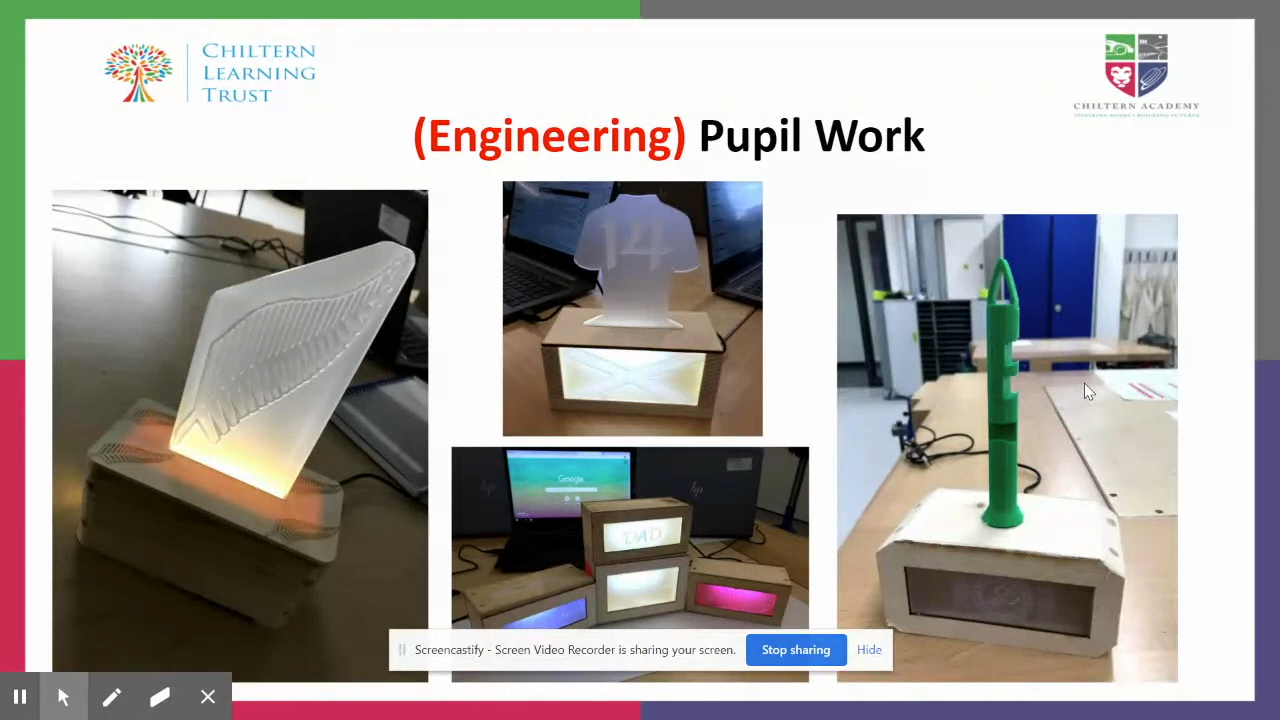 CHILTERN
LEARNING
TRUST
CHILTERN ACADEMY
(Engineering) Pupil Work
14
Google
DAD
hp
Screencastify - Screen Video Recorder is sharing your screen.
Stop sharing
Hide